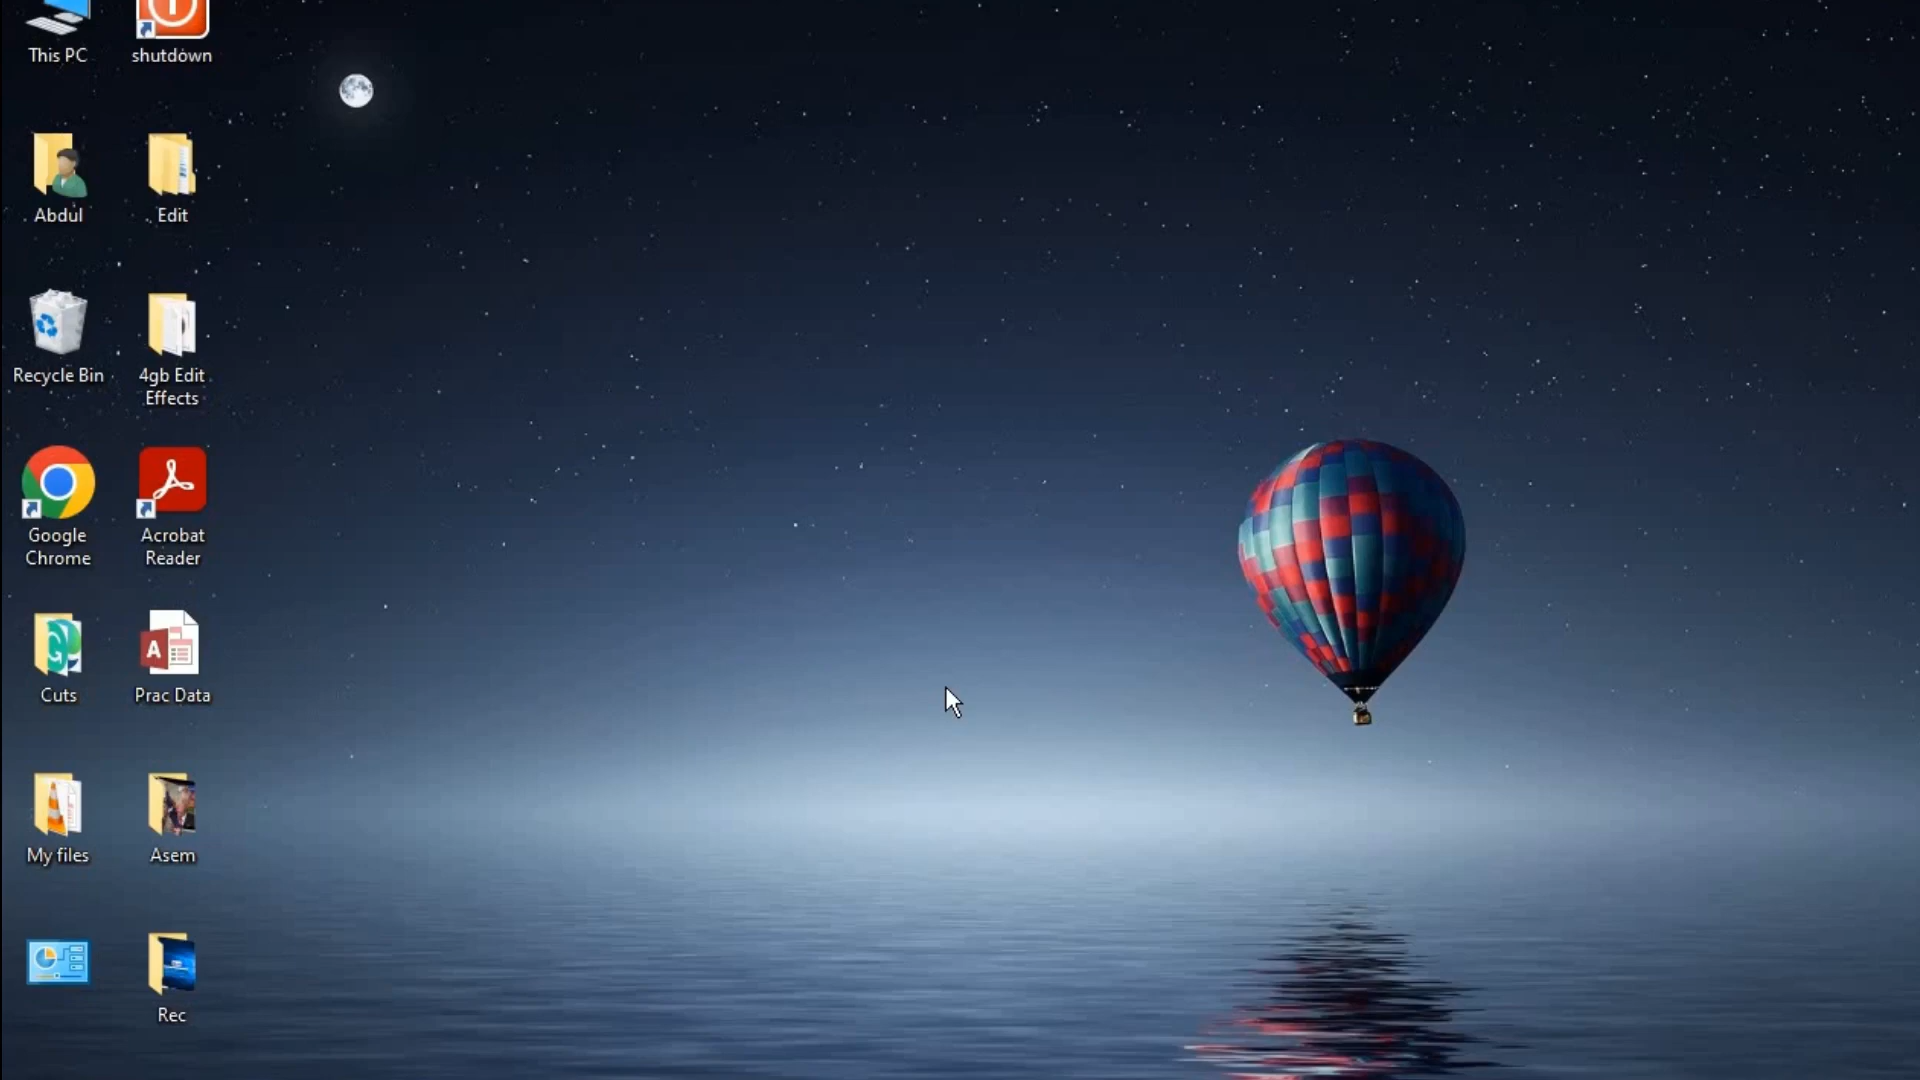 This PC
shutdown
Abdul
Edit
Recycle Bin
4gb Edit
Effects
Google
Chrome
Acrobat
Reader
Cuts
A
Prac Data
My files
Asem
Rec